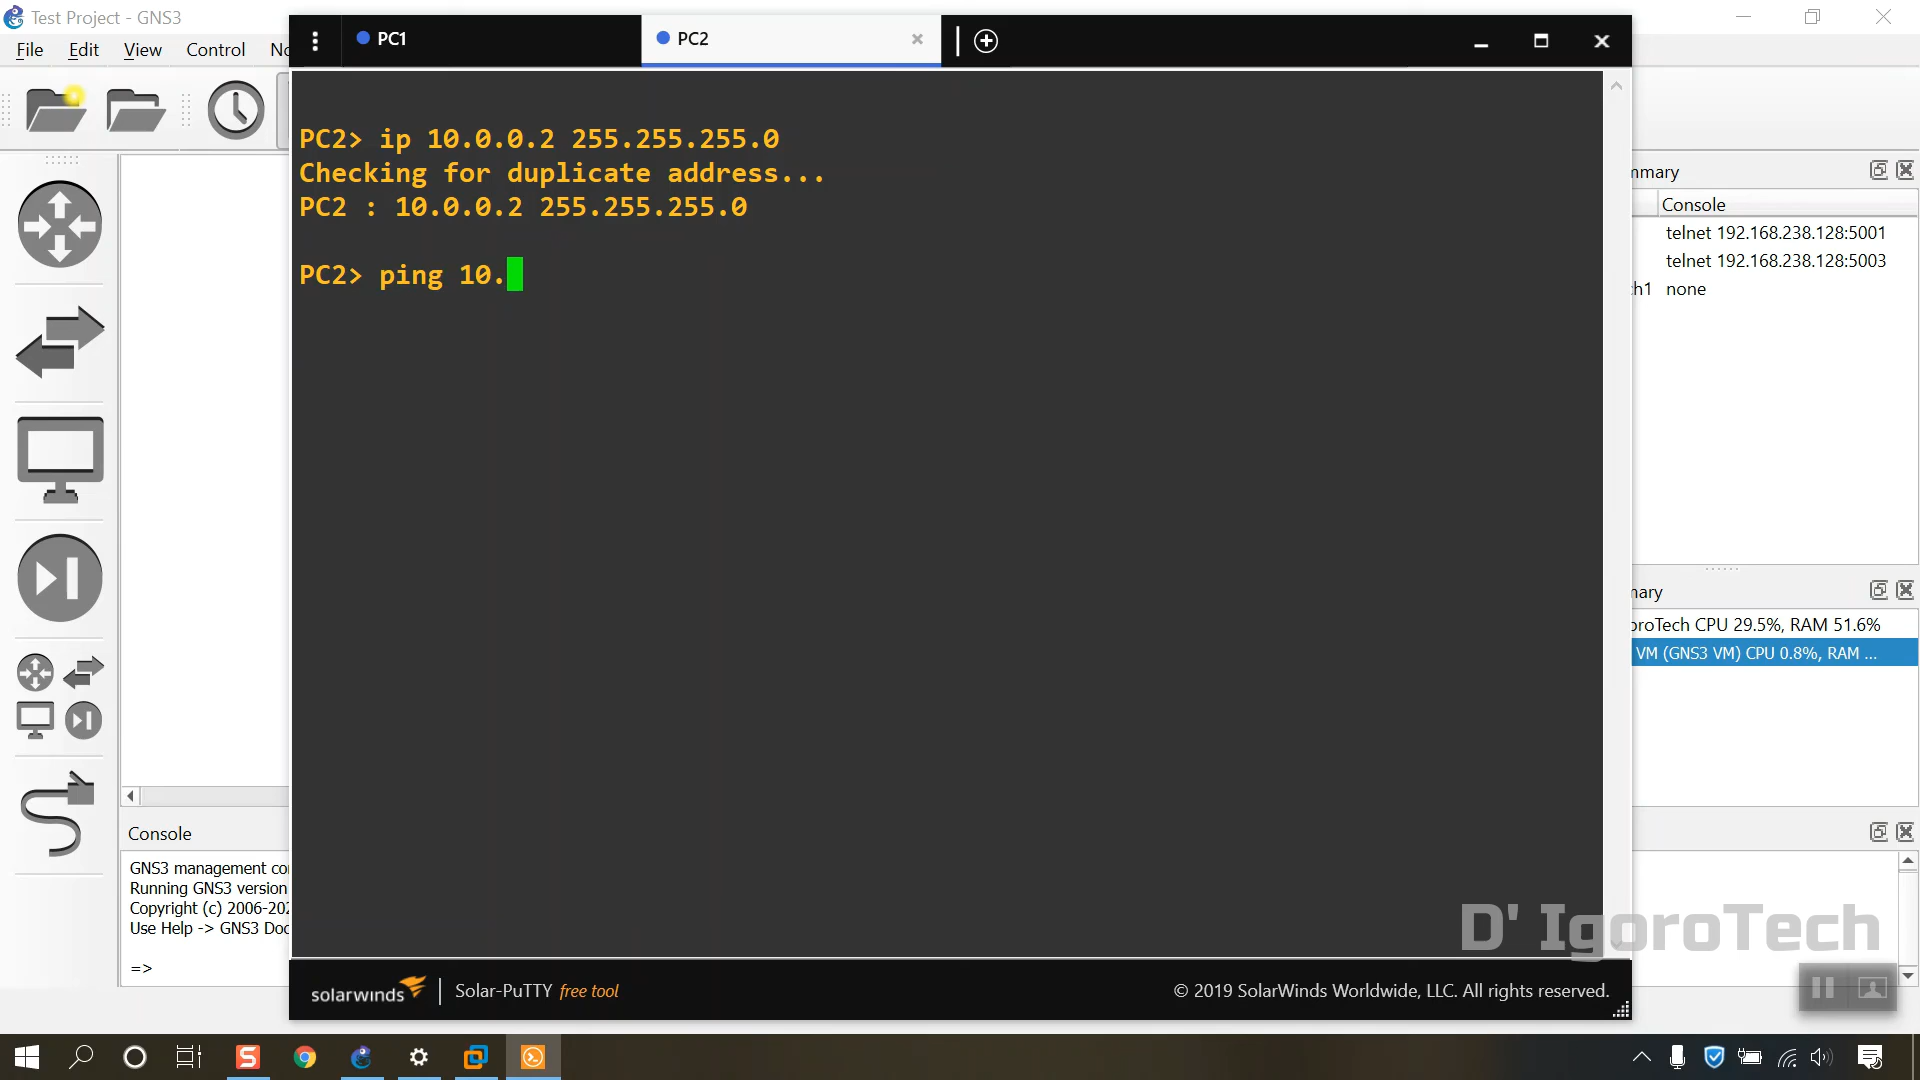 Test Project - GNS3
File Edit View Control
PC1
PC2
PC2> ip 10.0.0.2 255.255.255.0
Checking for duplicate address...
PC2 : 10.0.0.2 255.255.255.0
PC2> ping 10.
mmary
Console
telnet 192.168.238.128:5001
telnet 192.168.238.128:5003
none
oroTech CPU 29.5%, RAM 51.6%
VM (GNS3 VM) CPU 0.8%, RAM ...
Console
GNS3 management
Running GNS3 version
Copyright (c) 2006-
Use Help -> GNS3
=>
D' IgoroTech
solarwinds Solar-PuTTY free tool
© 2019 SolarWinds Worldwide, LLC. All rights reserved.